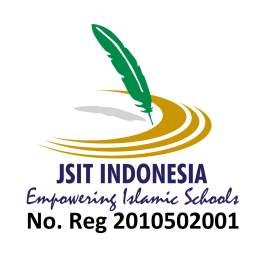 JSIT INDONESIA
Empowering Islamic Schools
No. Reg 2010502001